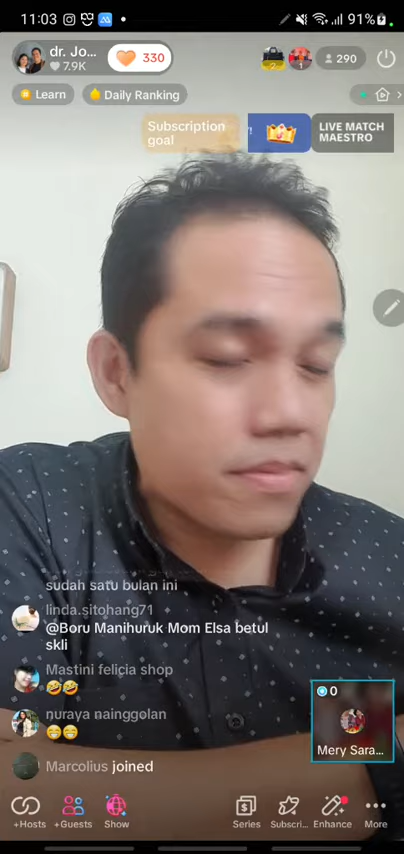 11:03
91%
dr. Jo...
7.9K
330
290
Learn
Daily Ranking
Subscription
goal
LIVE MATCH
MAESTRO
sudah satu bulan ini
linda.sitohang71
@Boru Manihuruk Mom Elsa betul
skli
Mastini felicia shop
🤣🤣
nuraya nainggolan
😁😁
Marcolius joined
0
Mery Sara...
+Hosts
+Guests
Show
Series
Subscri...
Enhance
More